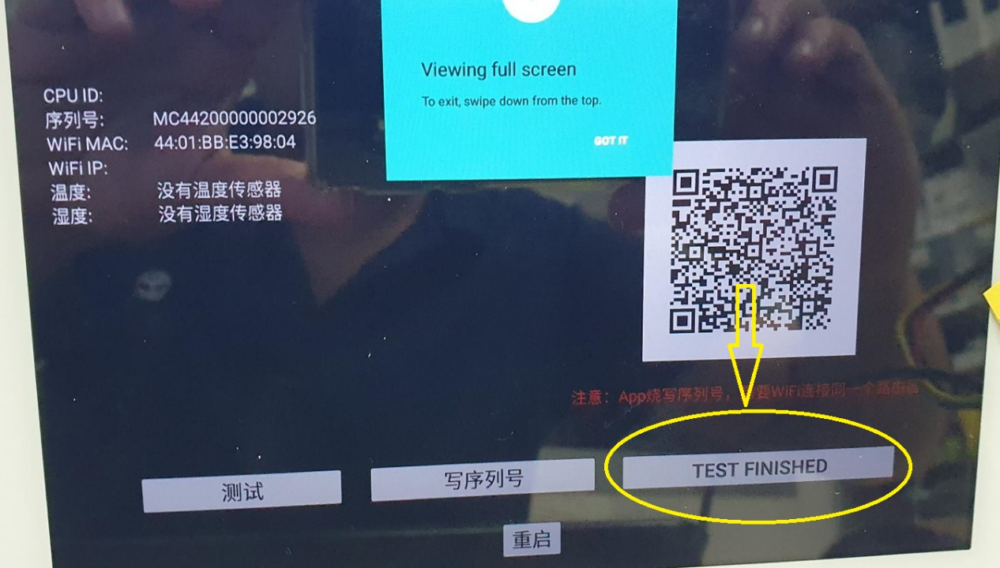 Viewing full screen
To exit, swipe down from the top.
GOT IT
CPU ID:
序列号: MC44200000002926
WiFi MAC: 44:01:BB:E3:98:04
WiFi IP:
温度: 没有温度传感器
湿度: 没有湿度传感器
注意：App烧写序列号，需要WiFi连接同一个路由器
测试
写序列号
TEST FINISHED
重启